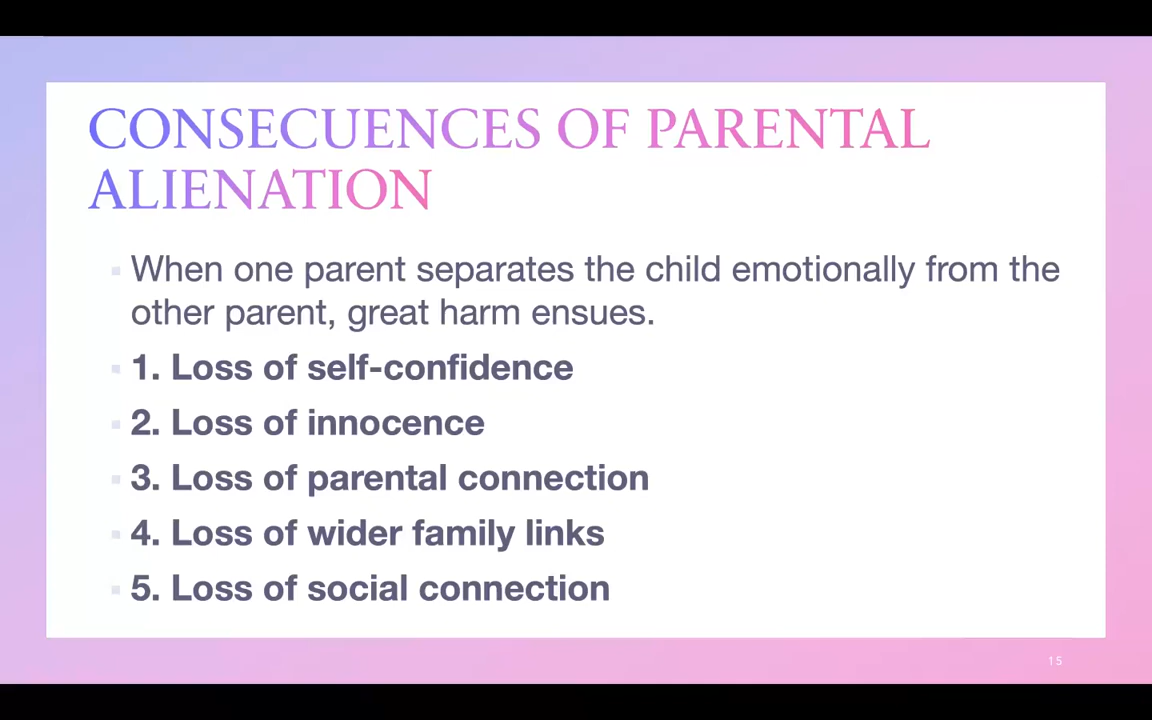 CONSECUENCES OF PARENTAL
ALIENATION
When one parent separates the child emotionally from the
other parent, great harm ensues.
1. Loss of self-confidence
2. Loss of innocence
3. Loss of parental connection
4. Loss of wider family links
5. Loss of social connection
15